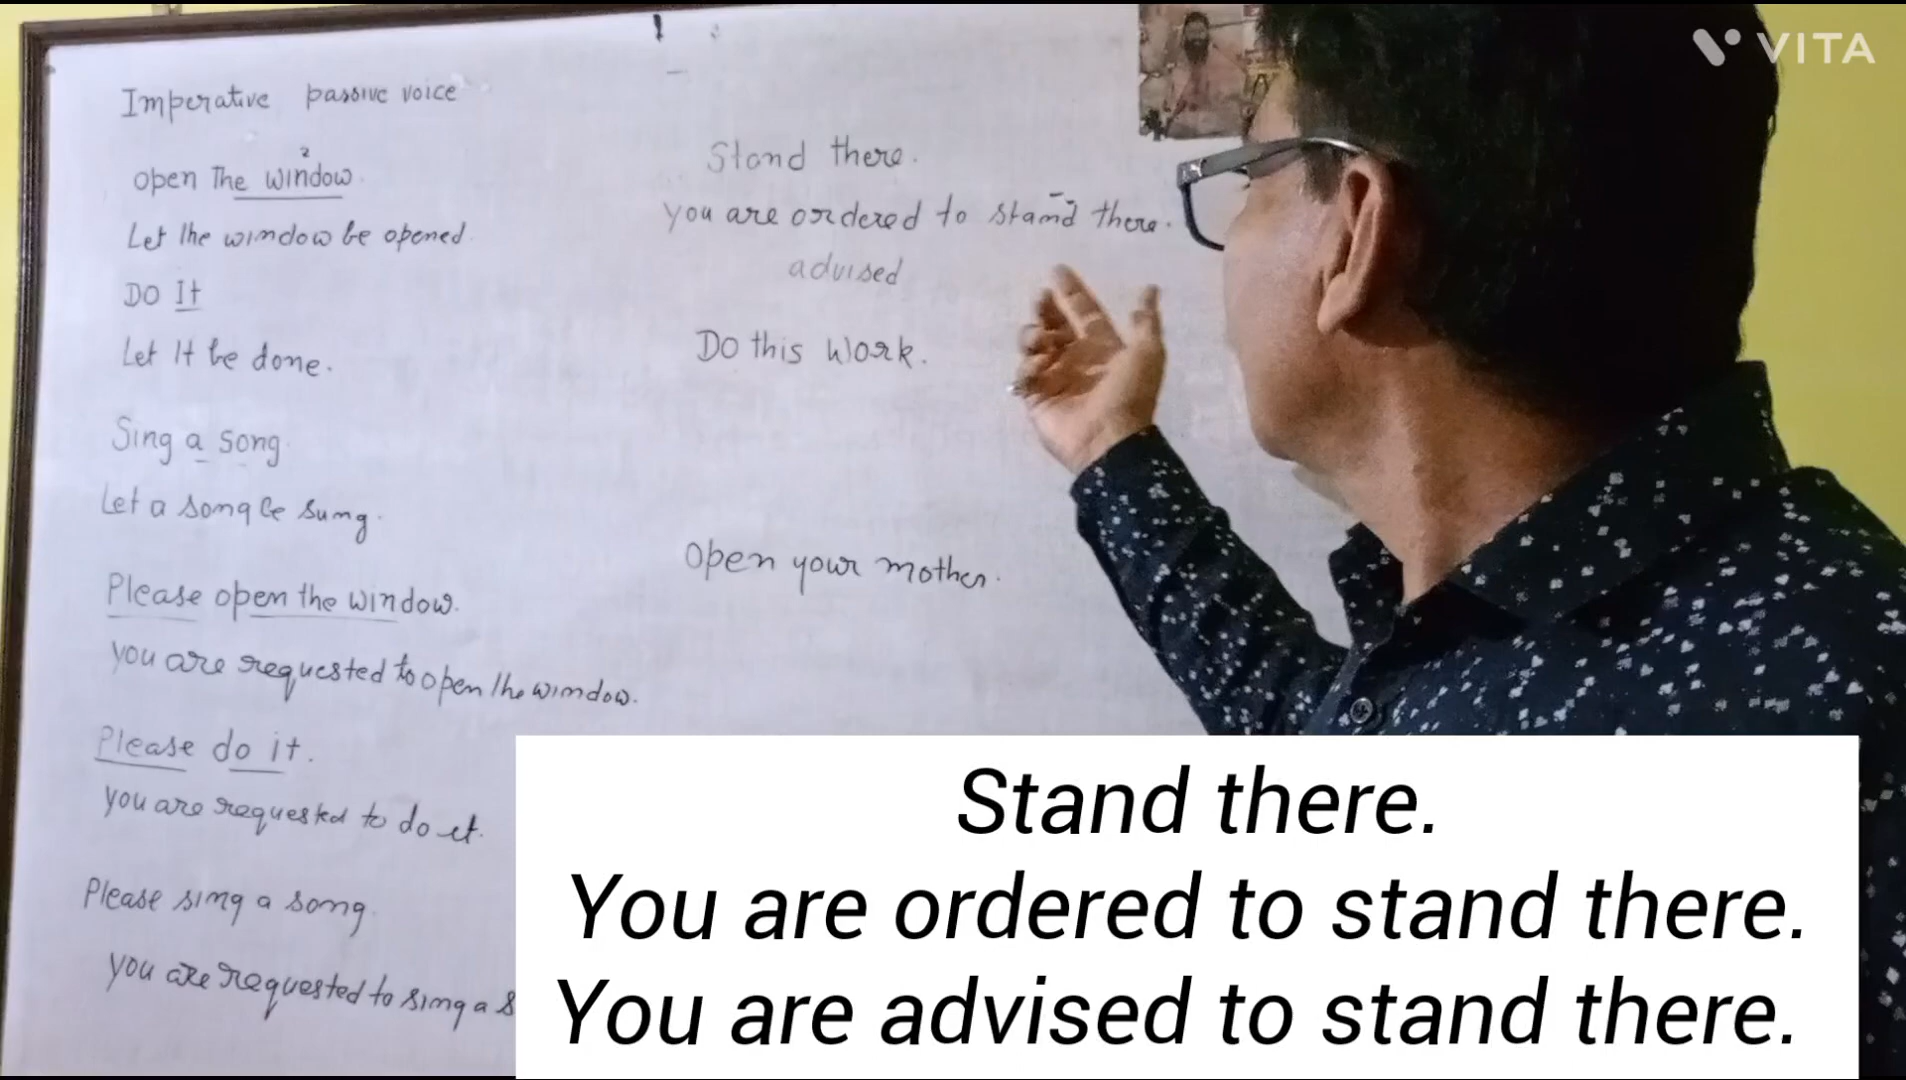 Imperative passive voice
open The window.
Let the window be opened.
DO It
Let It be done.
Sing a song.
Let a song be sung.
Please open the window.
you are requested to open the window.
Please do it.
you are requested to do it.
Please sing a song.
you are requested to sing a s
Stand there.
you are ordered to stand there.
advised
DO this work.
open your mother.
VITA
Stand there.
You are ordered to stand there.
You are advised to stand there.